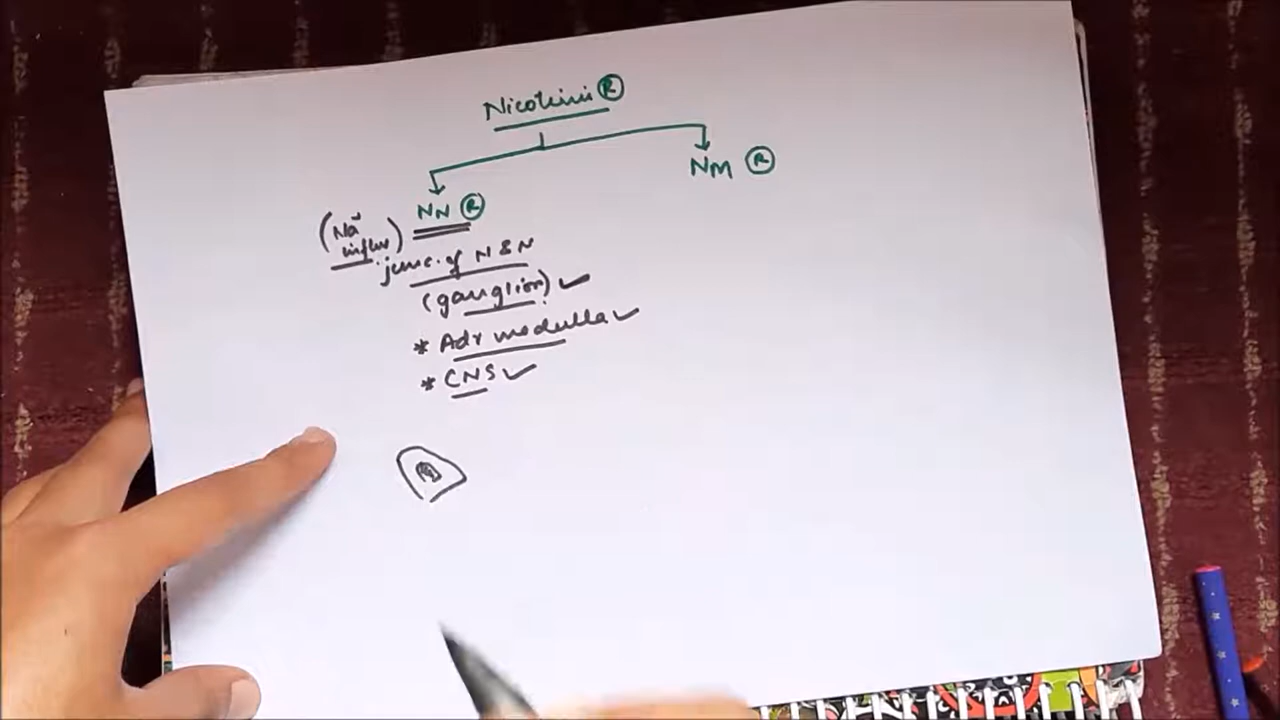 Nicotinic R
NM R
NN R
(Na+ influx)
junc. of N & N
(ganglion) ✓
* Adr medulla ✓
* CNS ✓